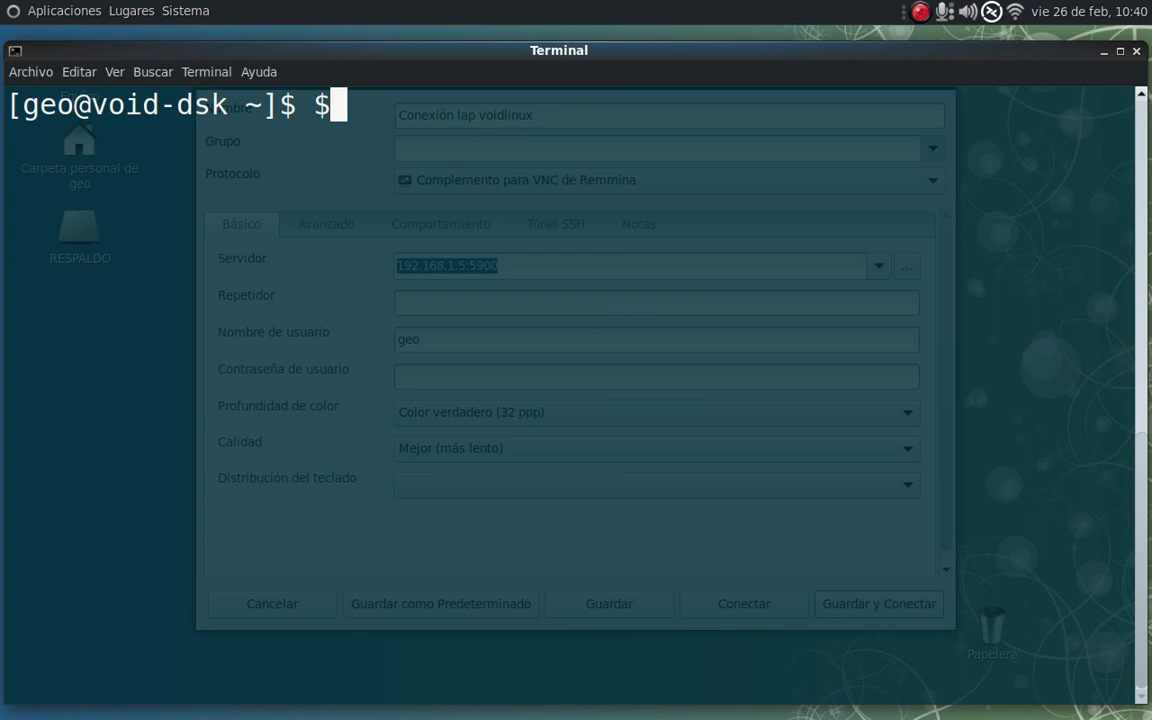 Aplicaciones Lugares Sistema
vie 26 de feb, 10:40
Terminal
Archivo Editar Ver Buscar Terminal Ayuda
[geo@void-dsk ~]$ $
Conexión lap voidlinux
Grupo
Protocolo
Complemento para VNC de Remmina
Carpeta personal de
geo
RESPALDO
Básico Avanzado Comportamiento Túnel SSH Notas
Servidor
192.168.1.5:5900
...
Repetidor
Nombre de usuario
geo
Contraseña de usuario
Profundidad de color
Color verdadero (32 ppp)
Calidad
Mejor (más lento)
Distribución del teclado
Cancelar Guardar como Predeterminado Guardar Conectar Guardar y Conectar
Papelera